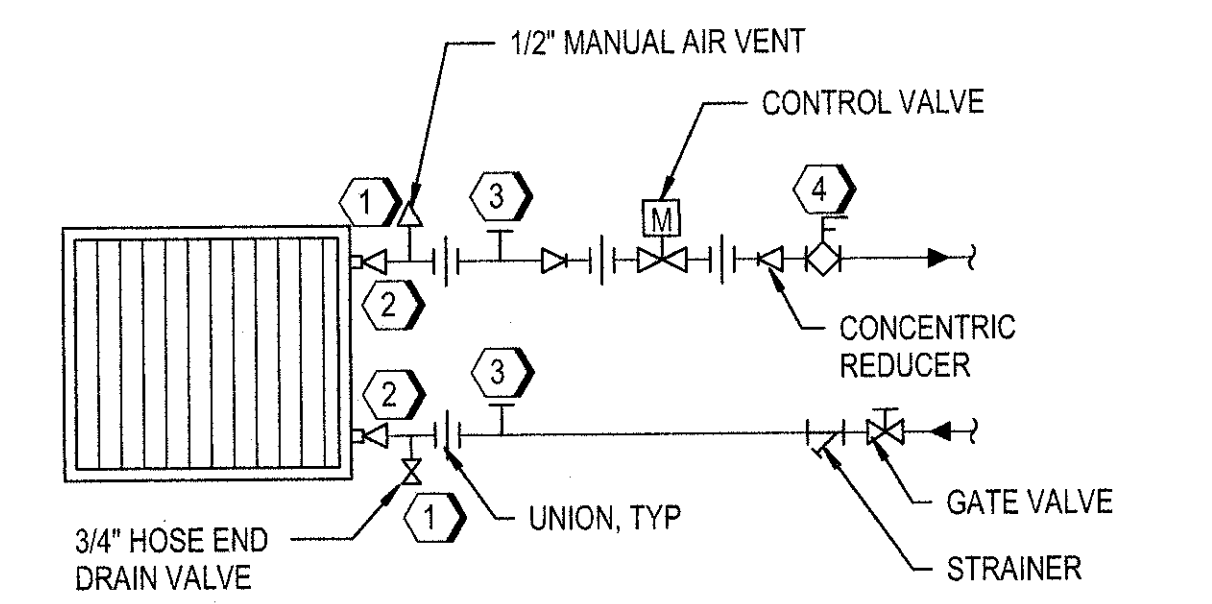 1/2" MANUAL AIR VENT
CONTROL VALVE
1
3
M
4
2
CONCENTRIC
REDUCER
2
3
1
UNION, TYP
GATE VALVE
3/4" HOSE END
DRAIN VALVE
STRAINER